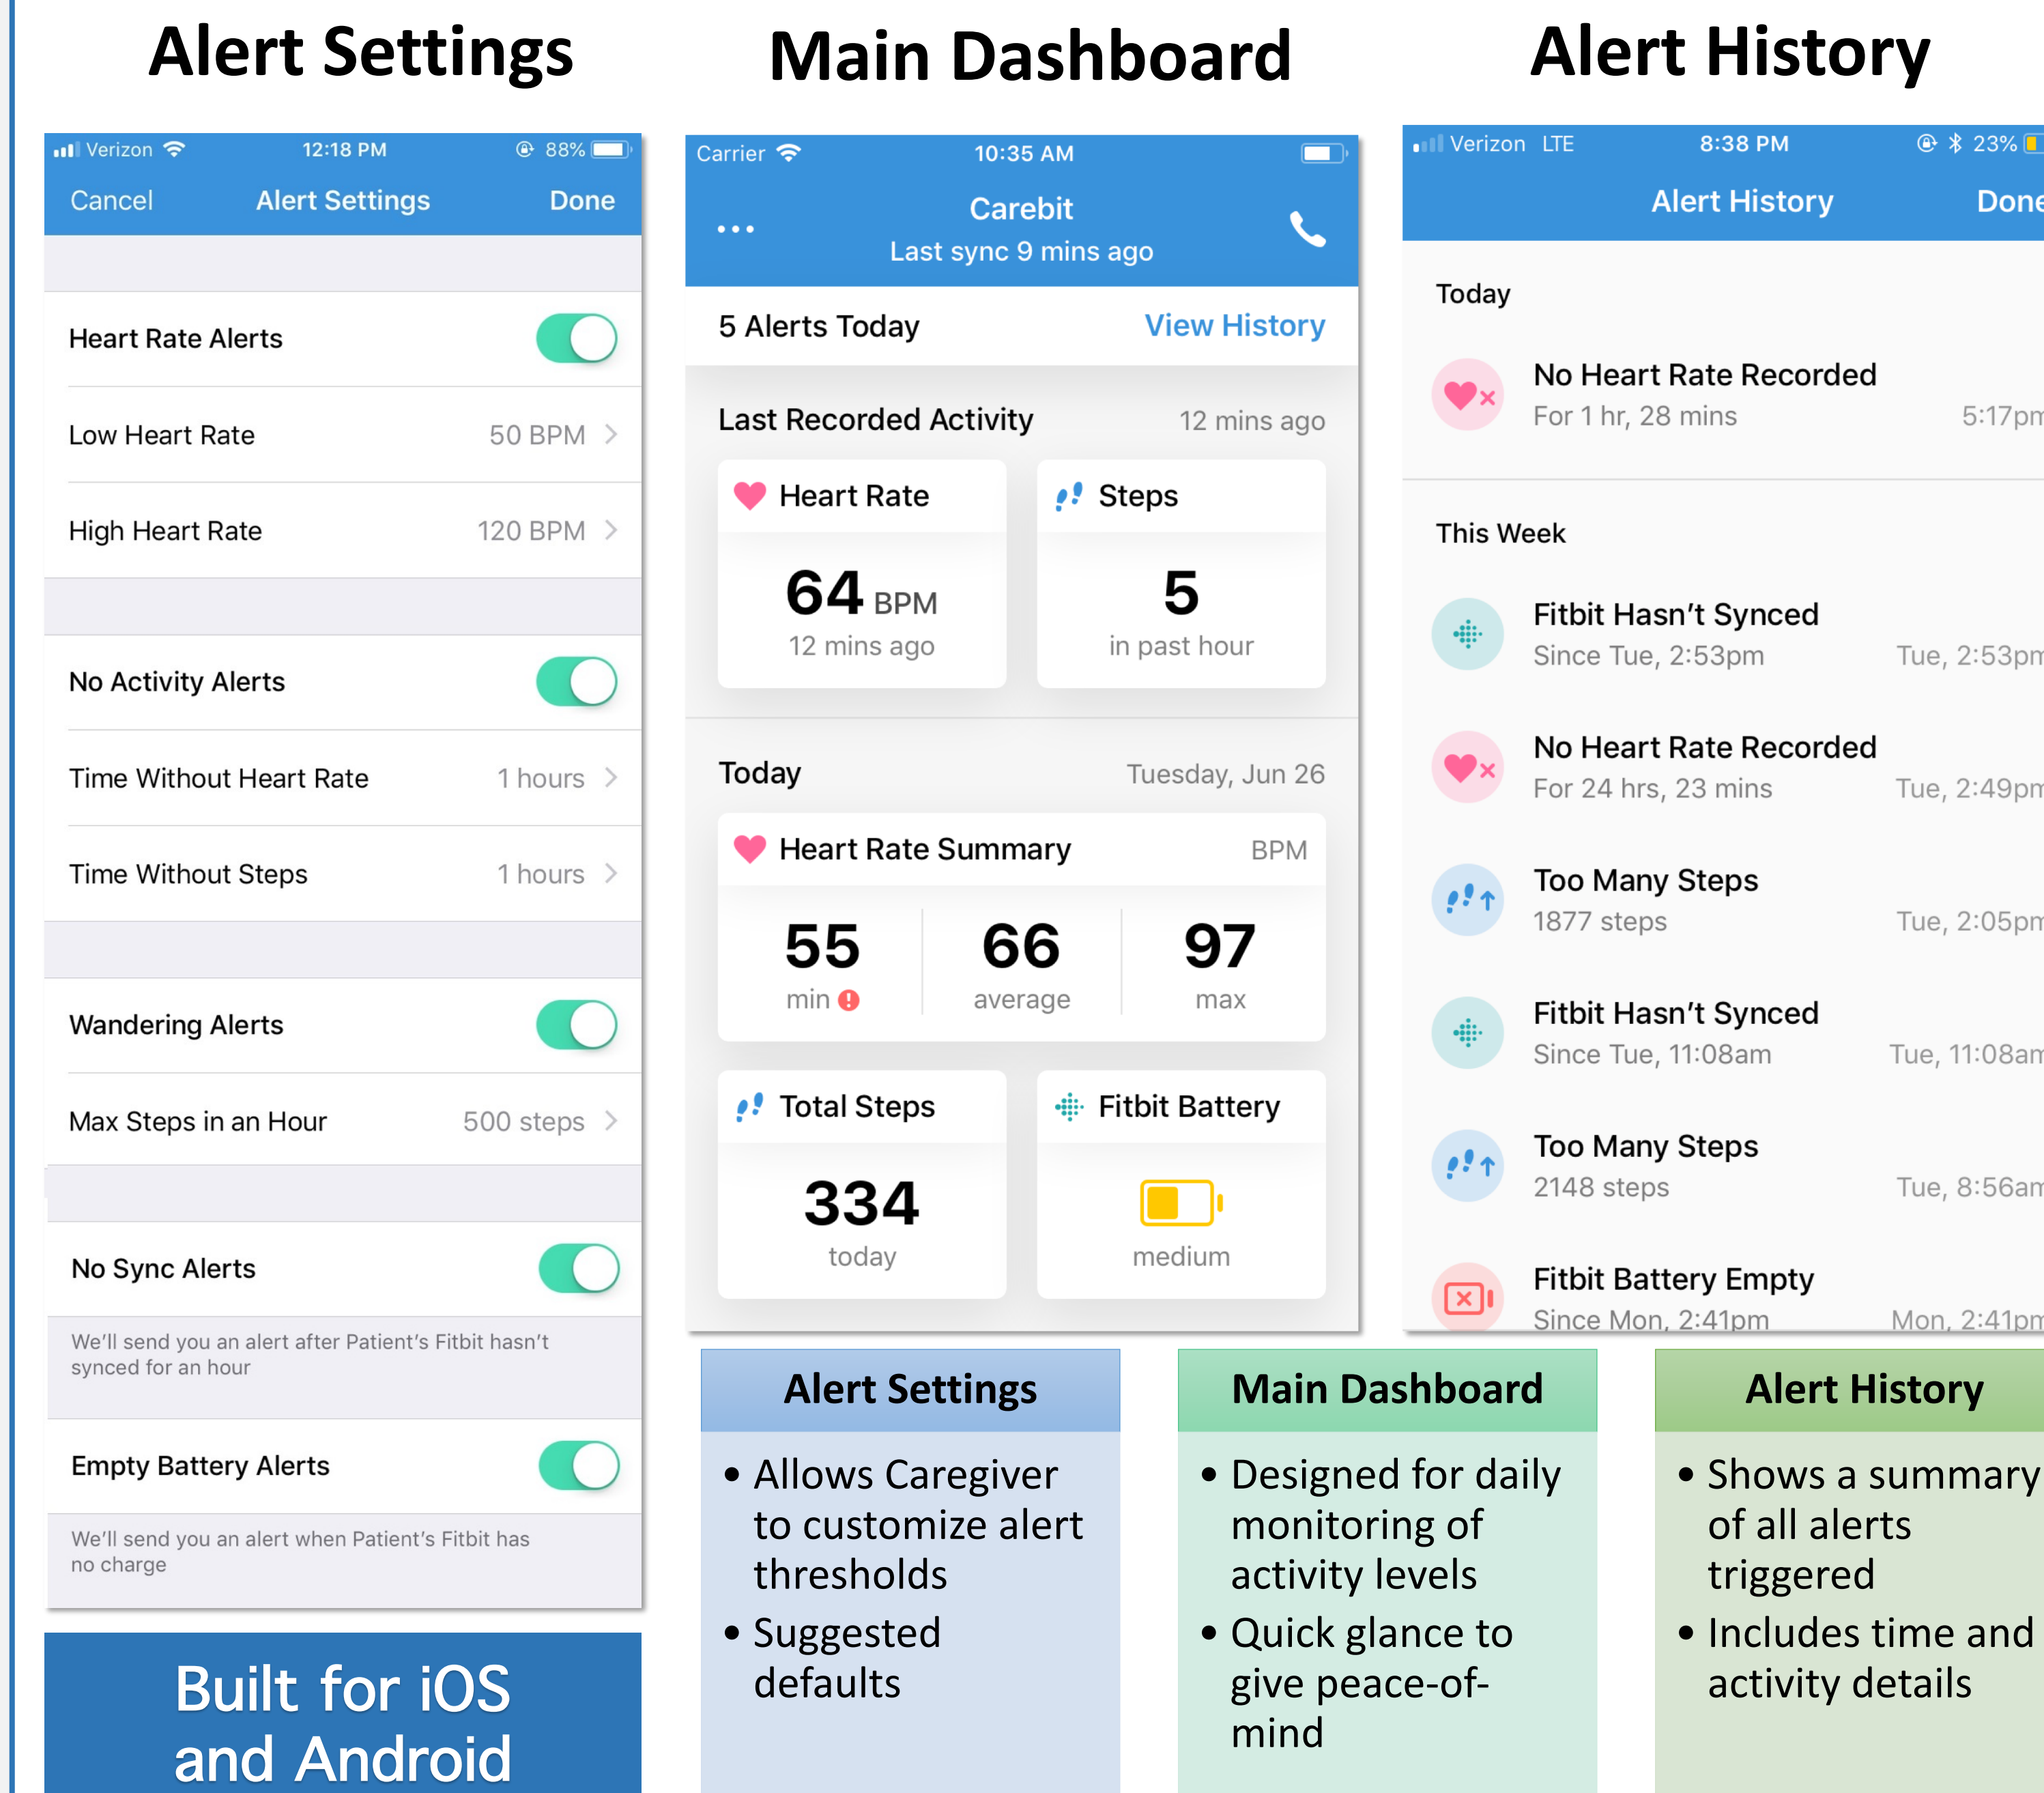 Alert Settings
Main Dashboard
Alert History
Verizon 12:18 PM 88%
Cancel Alert Settings Done
Heart Rate Alerts
Low Heart Rate 50 BPM
High Heart Rate 120 BPM
No Activity Alerts
Time Without Heart Rate 1 hours
Time Without Steps 1 hours
Wandering Alerts
Max Steps in an Hour 500 steps
No Sync Alerts
We'll send you an alert after Patient's Fitbit hasn't
synced for an hour
Empty Battery Alerts
We'll send you an alert when Patient's Fitbit has
no charge
Built for iOS
and Android
Carrier 10:35 AM
Carebit
Last sync 9 mins ago
5 Alerts Today View History
Last Recorded Activity 12 mins ago
Heart Rate
64 BPM
12 mins ago
Steps
5
in past hour
Today Tuesday, Jun 26
Heart Rate Summary BPM
55 66 97
min average max
Total Steps
334
today
Fitbit Battery
medium
Verizon LTE 8:38 PM 23%
Alert History Done
Today
No Heart Rate Recorded
For 1 hr, 28 mins 5:17pm
This Week
Fitbit Hasn't Synced
Since Tue, 2:53pm Tue, 2:53pm
No Heart Rate Recorded
For 24 hrs, 23 mins Tue, 2:49pm
Too Many Steps
1877 steps Tue, 2:05pm
Fitbit Hasn't Synced
Since Tue, 11:08am Tue, 11:08am
Too Many Steps
2148 steps Tue, 8:56am
Fitbit Battery Empty
Since Mon, 2:41pm Mon, 2:41pm
Alert Settings
• Allows Caregiver
to customize alert
thresholds
• Suggested
defaults
Main Dashboard
• Designed for daily
monitoring of
activity levels
• Quick glance to
give peace-of-
mind
Alert History
• Shows a summary
of all alerts
triggered
• Includes time and
activity details